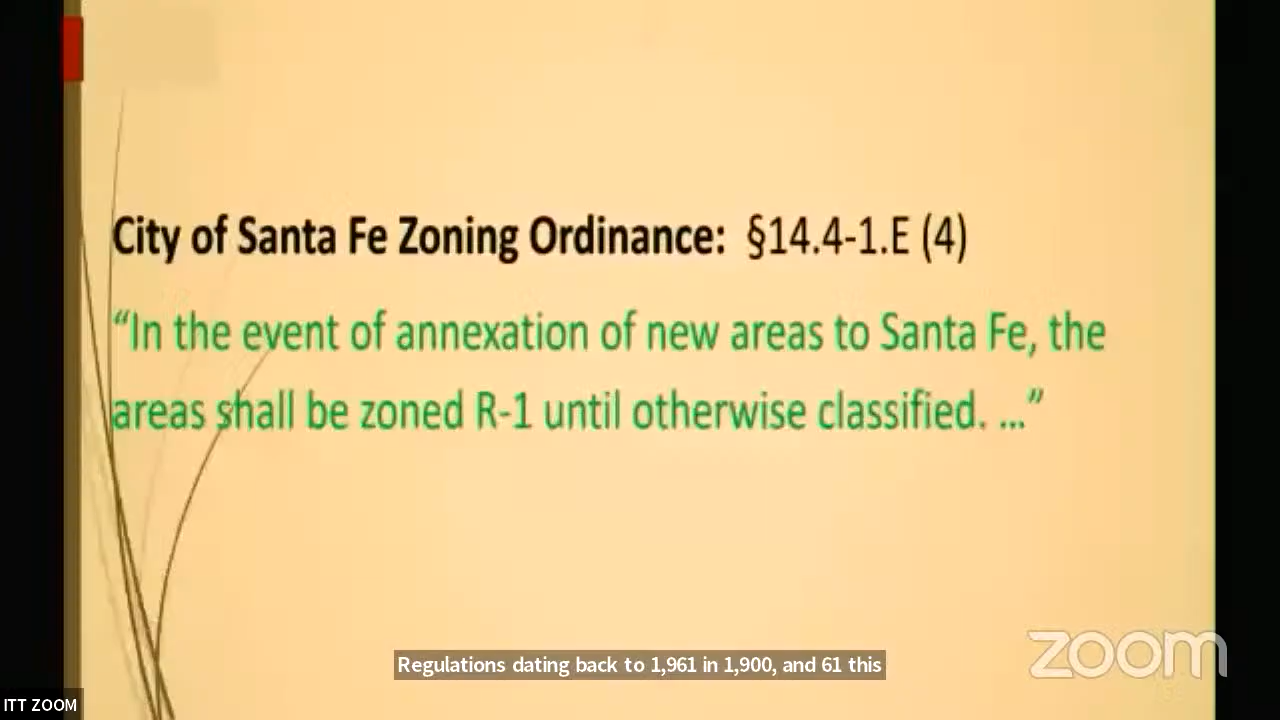 City of Santa Fe Zoning Ordinance: §14.4-1.E (4)
“In the event of annexation of new areas to Santa Fe, the
areas shall be zoned R-1 until otherwise classified. ...”
Regulations dating back to 1,961 in 1,900, and 61 this
zoom
ITT ZOOM